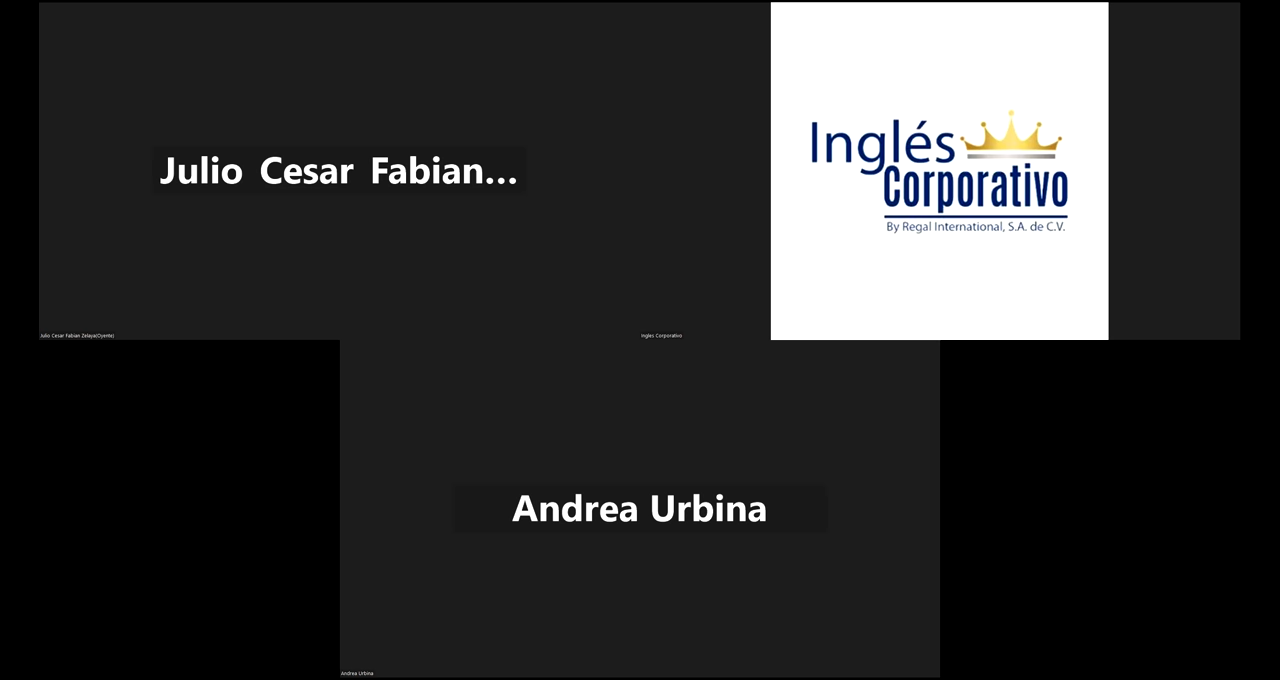 Julio Cesar Fabian...
Inglés
Corporativo
By Regal International, S.A. de C.V.
Julio Cesar Fabian Zelaya(Oyente)
Ingles Corporativo
Andrea Urbina
Andrea Urbina